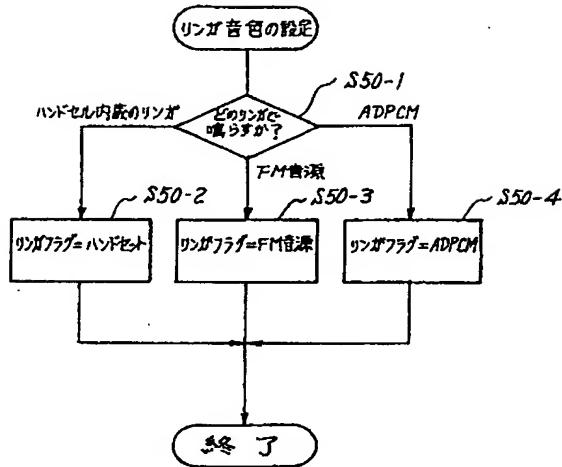 リンガ音色の設定
S50-1
ハンドセル内蔵のリンガ
どのリンガで
鳴らすか?
ADPCM
FM音源
S50-2
S50-3
S50-4
リンガフラグ=ハンドセット
リンガフラグ=FM音源
リンガフラグ=ADPCM
終了